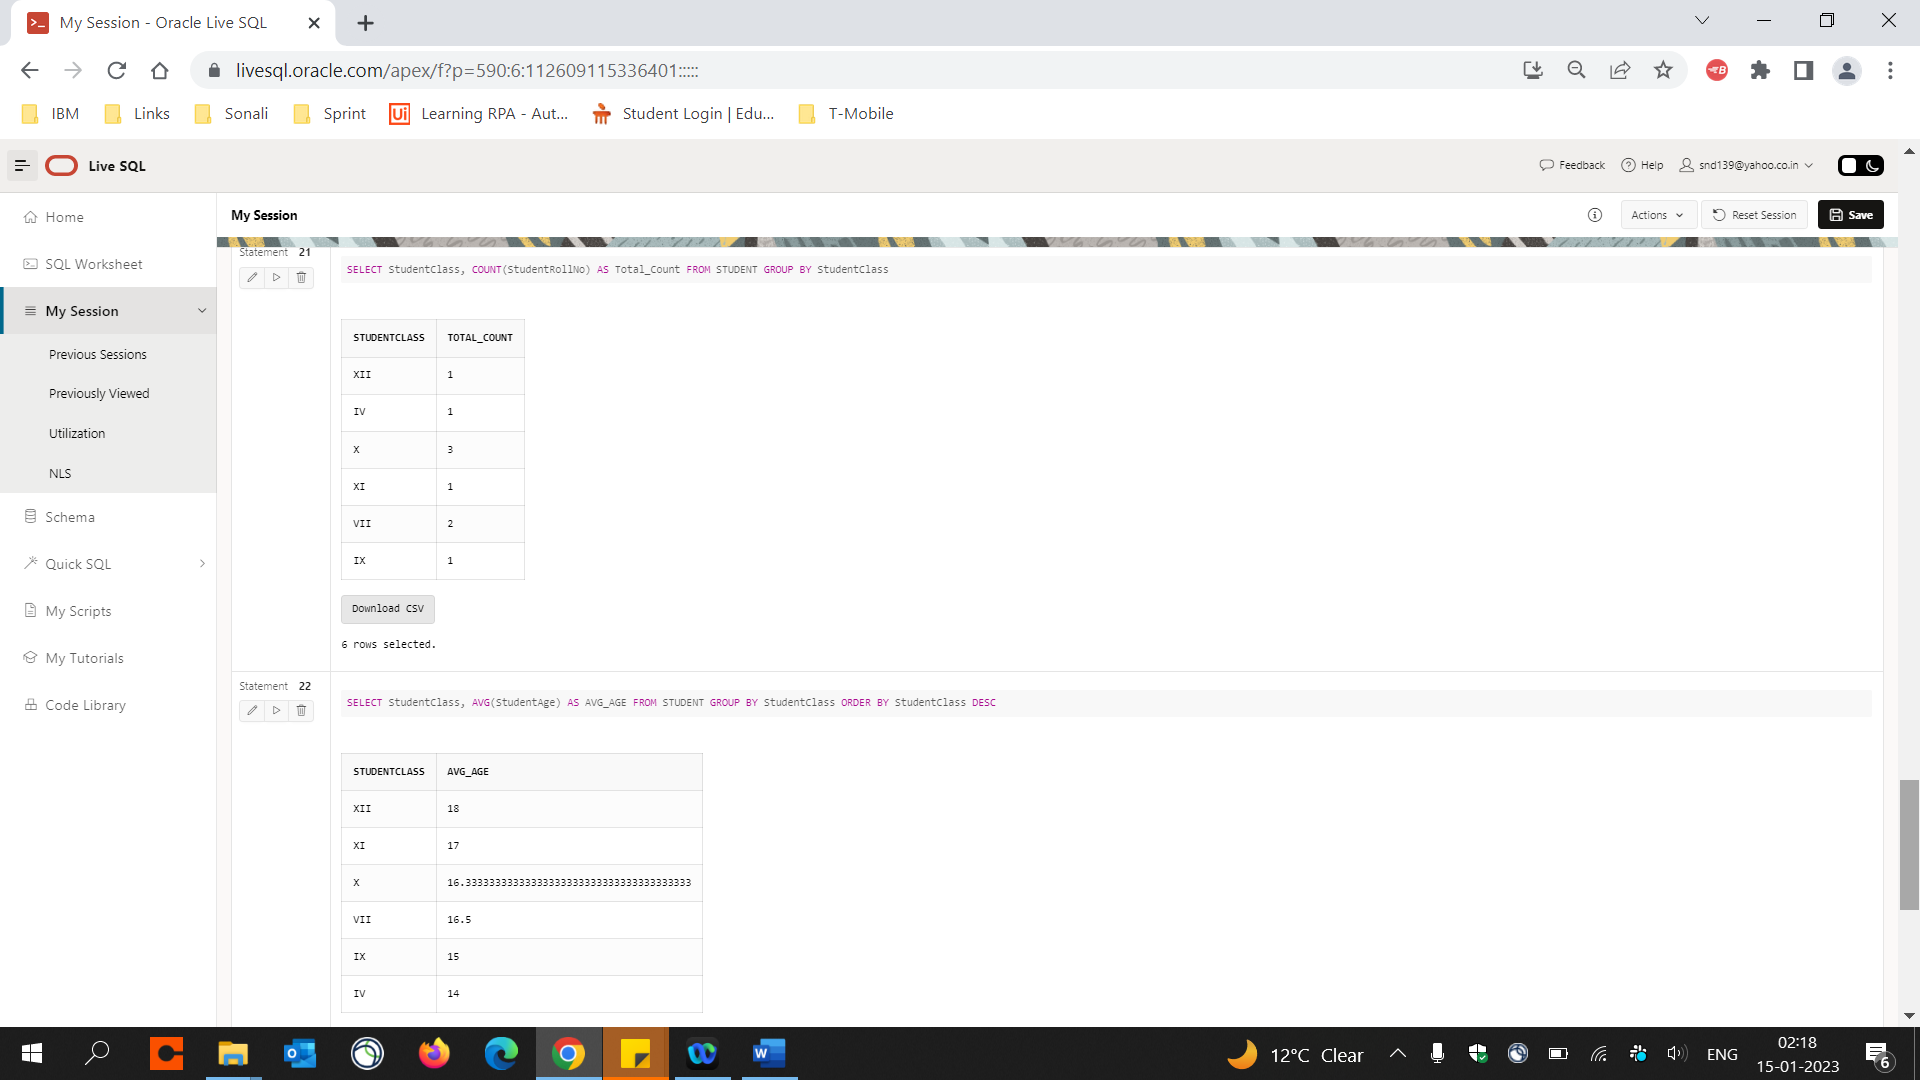 My Session - Oracle Live SQL
livesql.oracle.com/apex/f?p=590:6:112609115336401:::::
IBM Links Sonali Sprint Ui Learning RPA - Aut... Student Login | Edu... T-Mobile
Live SQL
Feedback Help snd139@yahoo.co.in
My Session
Actions Reset Session Save
Home
SQL Worksheet
My Session
Previous Sessions
Previously Viewed
Utilization
NLS
Schema
Quick SQL
My Scripts
My Tutorials
Code Library
Statement 21
SELECT StudentClass, COUNT(StudentRollNo) AS Total_Count FROM STUDENT GROUP BY StudentClass
STUDENTCLASS TOTAL_COUNT
XII 1
IV 1
X 3
XI 1
VII 2
IX 1
Download CSV
6 rows selected.
Statement 22
SELECT StudentClass, AVG(StudentAge) AS AVG_AGE FROM STUDENT GROUP BY StudentClass ORDER BY StudentClass DESC
STUDENTCLASS AVG_AGE
XII 18
XI 17
X 16.33333333333333333333333333333333333333
VII 16.5
IX 15
IV 14
12°C Clear
ENG
02:18
15-01-2023
6